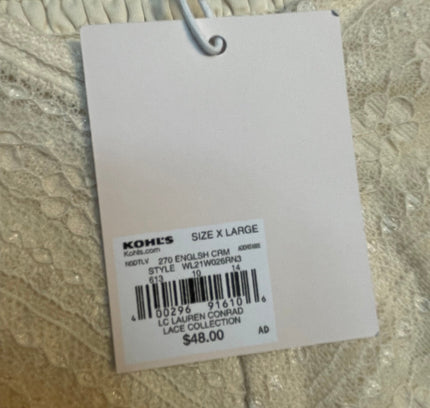 KOHL'S SIZE X LARGE
Kohls.com
270 ENGLSH CRM
STYLE WL21W026RN3
613 10 14
4 00296 91610 6
LC LAUREN CONRAD
LACE COLLECTION
$48.00 AD